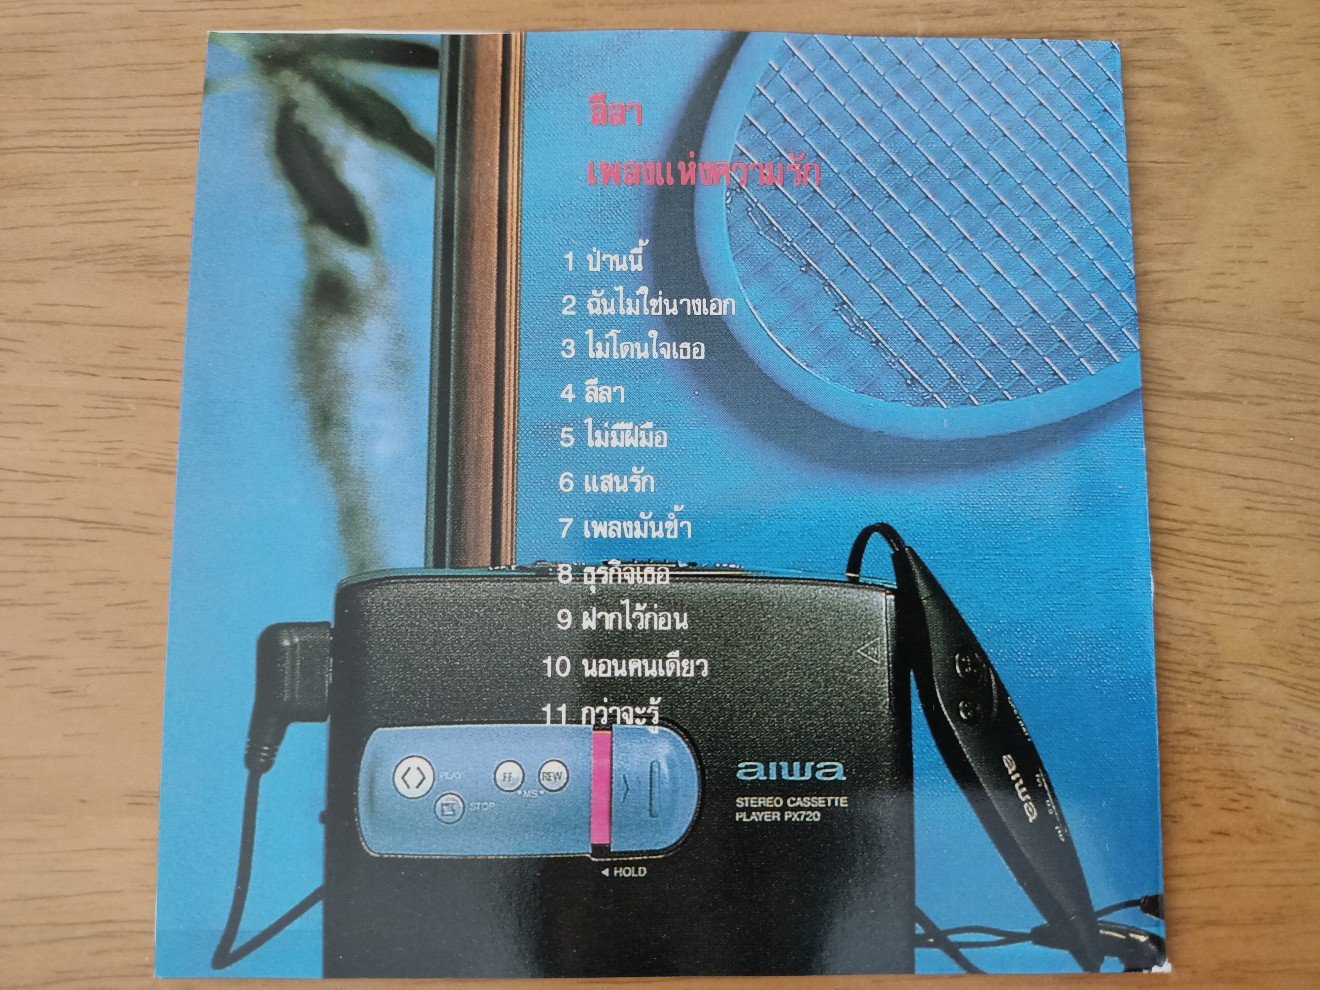 ลีลา
เพลงแห่งความรัก
1 ป่านนี้
2 ฉันไม่ใช่นางเอก
3 ไม่โดนใจเธอ
4 ลีลา
5 ไม่มีฝีมือ
6 แสนรัก
7 เพลงมันซ้ำ
8 ธุรกิจเธอ
9 ฝากไว้ก่อน
10 นอนคนเดียว
11 กว่าจะรู้
PLAY
STOP
FF
REW
•MS•
aiwa
STEREO CASSETTE
PLAYER PX720
◄ HOLD
aiwa